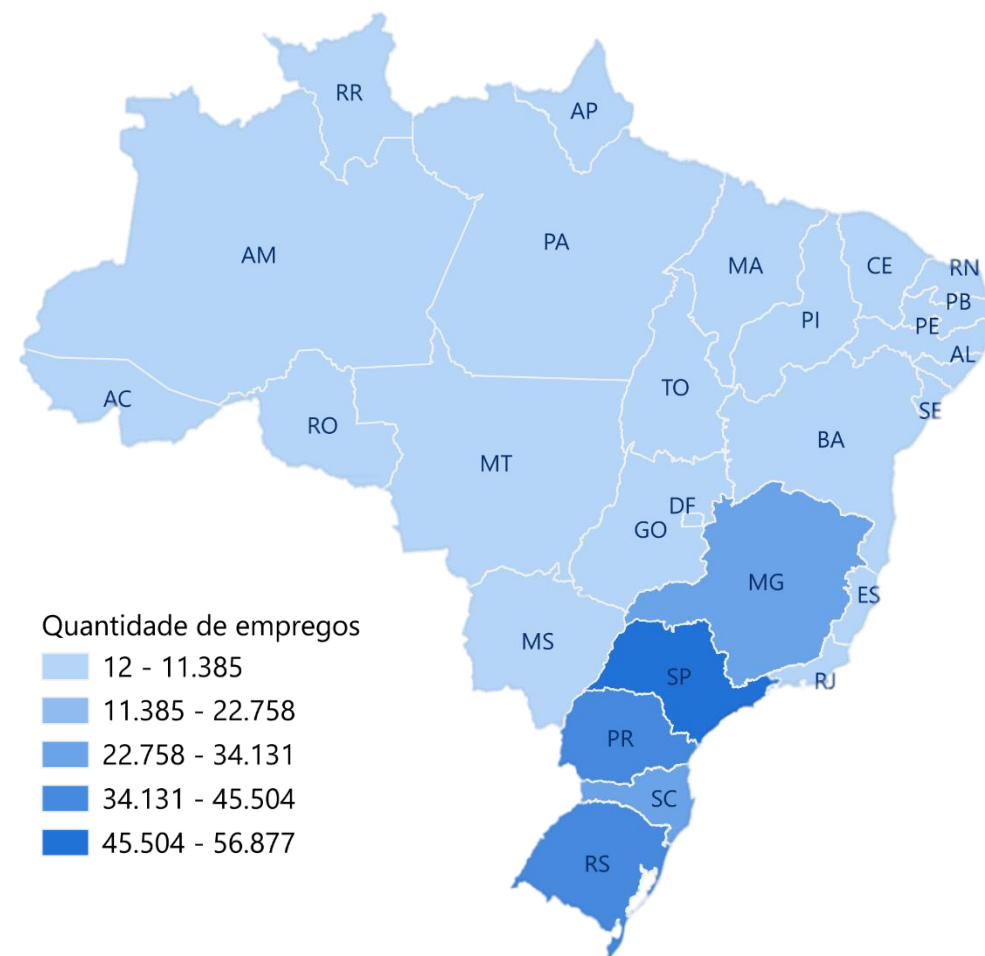 RR
AP
AM
PA
MA
CE
RN
PB
PI
PE
AL
TO
AC
SE
RO
BA
MT
DF
GO
MG
ES
Quantidade de empregos
MS
12 - 11.385
SP
RJ
11.385 - 22.758
PR
22.758 - 34.131
SC
34.131 - 45.504
45.504 - 56.877
RS